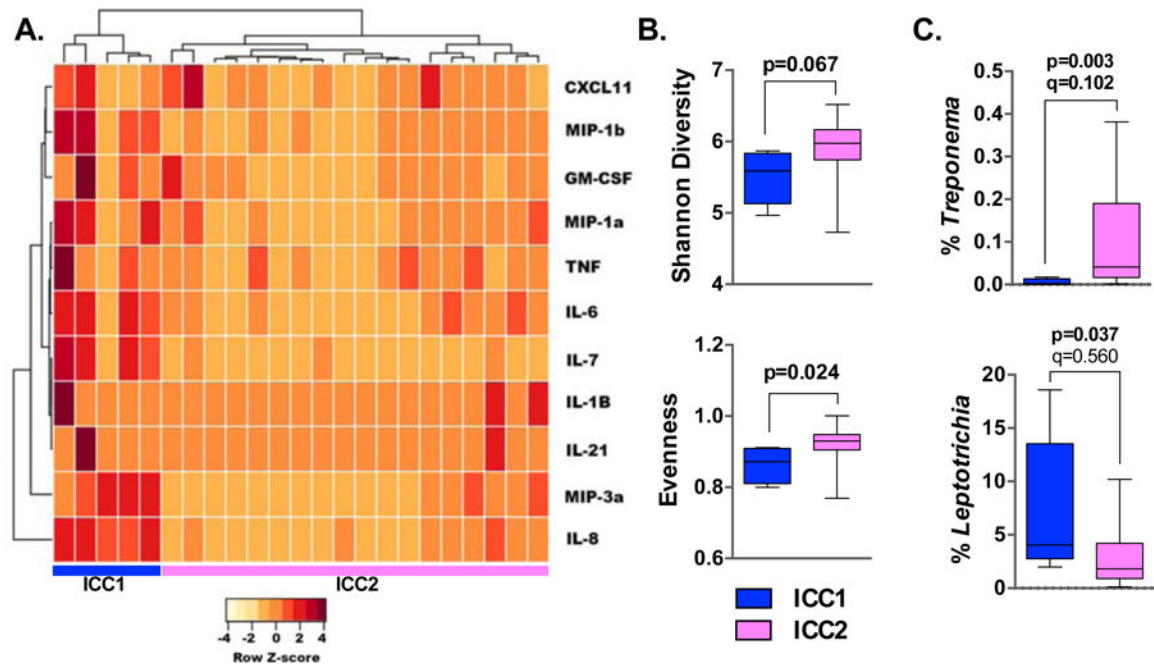 A.
CXCL11
MIP-1b
GM-CSF
MIP-1a
TNF
IL-6
IL-7
IL-1B
IL-21
MIP-3a
IL-8
ICC1
ICC2
-4 -2 0 2 4
Row Z-score
B.
p=0.067
Shannon Diversity
7
6
5
4
p=0.024
Evenness
1.2
1.0
0.8
0.6
ICC1
ICC2
C.
p=0.003
q=0.102
% Treponema
0.5
0.4
0.3
0.2
0.10
0.0
p=0.037
q=0.560
% Leptotrichia
20
15
10
5
0